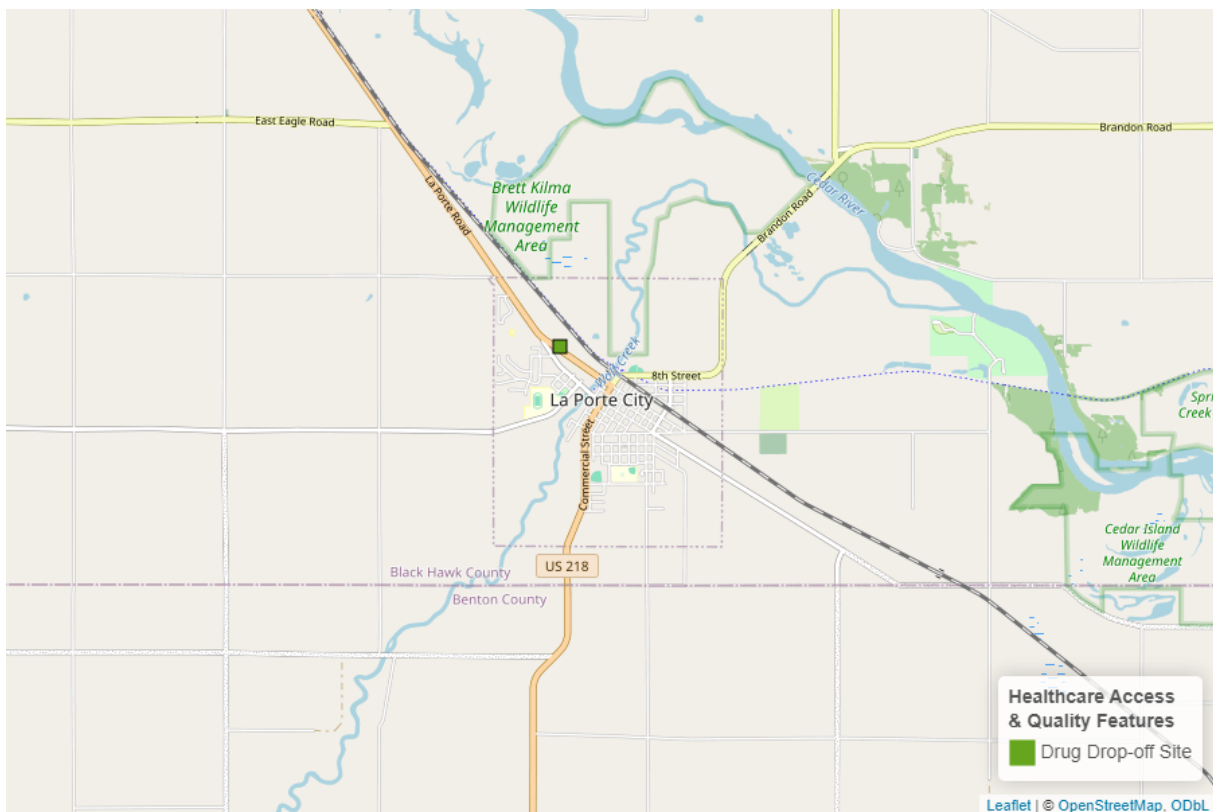 East Eagle Road
Brandon Road
La Porte Road
Brett Kilma
Wildlife
Management
Area
Cedar River
Brandon Road
Wolf Creek
8th Street
La Porte City
Commercial Street
Spri
Creek
Cedar Island
Wildlife
Management
Area
US 218
Black Hawk County
Benton County
Healthcare Access
& Quality Features
Drug Drop-off Site
Leaflet | © OpenStreetMap, ODbL